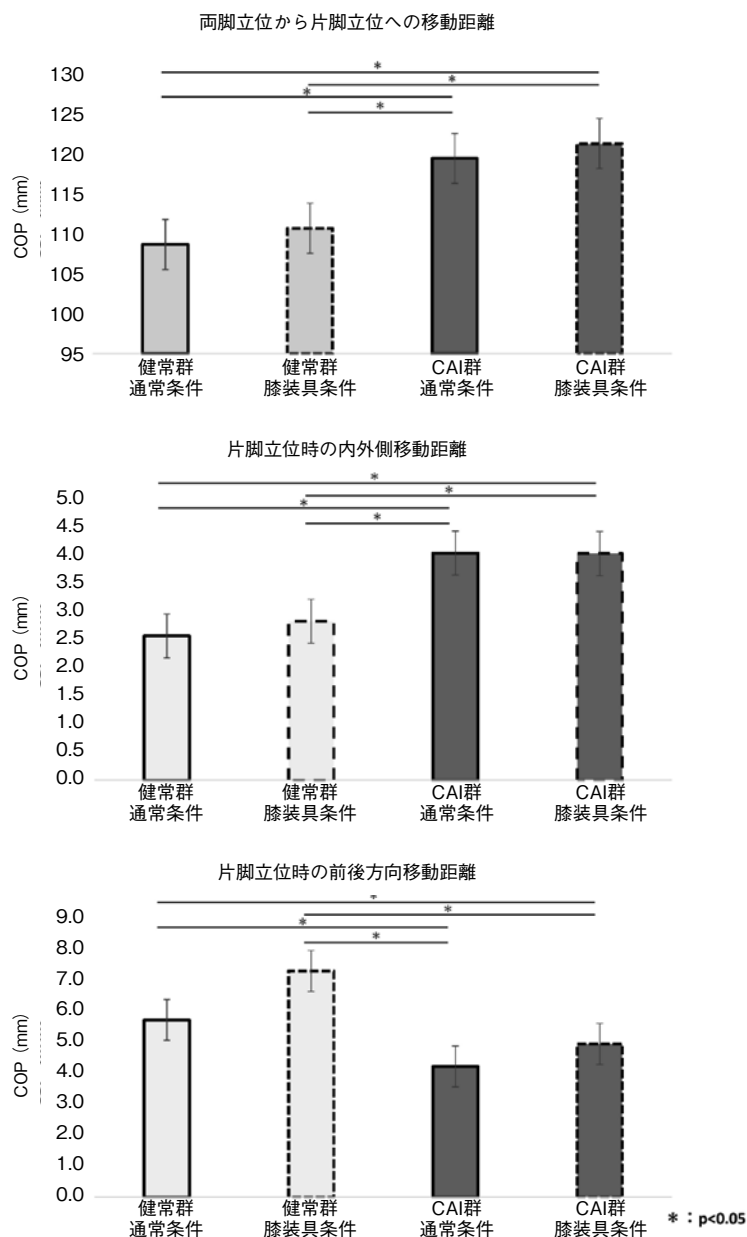 両脚立位から片脚立位への移動距離
*
*
*
*
130
125
120
115
110
105
100
95
COP (mm)
健常群
通常条件
健常群
膝装具条件
CAI群
通常条件
CAI群
膝装具条件
片脚立位時の内外側移動距離
*
*
*
*
5.0
4.5
4.0
3.5
3.0
2.5
2.0
1.5
1.0
0.5
0.0
COP (mm)
健常群
通常条件
健常群
膝装具条件
CAI群
通常条件
CAI群
膝装具条件
片脚立位時の前後方向移動距離
*
*
*
*
9.0
8.0
7.0
6.0
5.0
4.0
3.0
2.0
1.0
0.0
COP (mm)
健常群
通常条件
健常群
膝装具条件
CAI群
通常条件
CAI群
膝装具条件
*：p<0.05